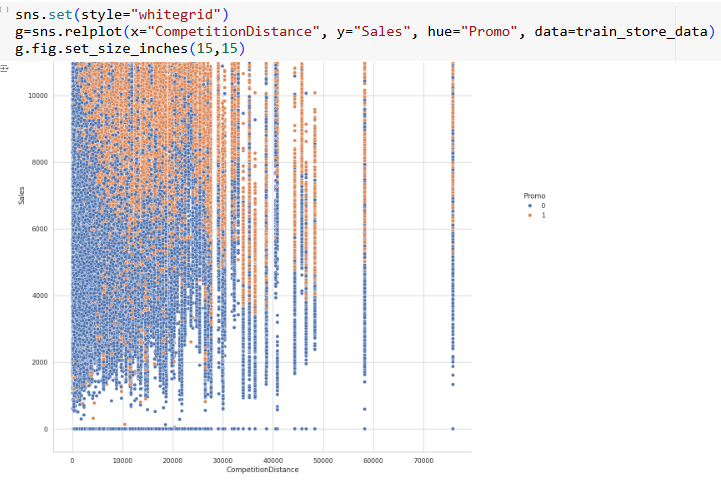 sns.set(style="whitegrid")
g=sns.relplot(x="CompetitionDistance", y="Sales", hue="Promo", data=train_store_data)
g.fig.set_size_inches(15,15)
10000
8000
6000
4000
2000
0
Sales
0 10000 20000 30000 40000 50000 60000 70000
CompetitionDistance
Promo
0
1